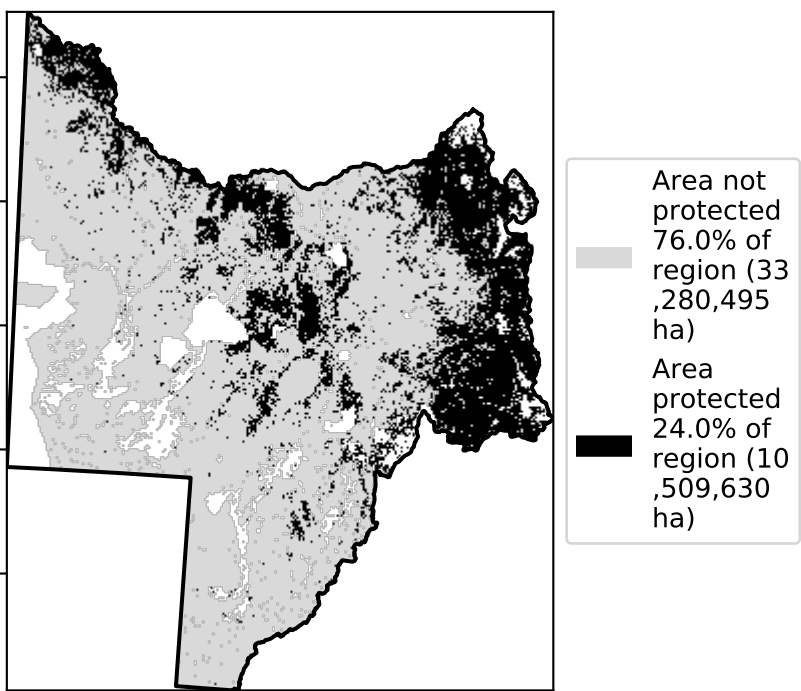 Area not
protected
76.0% of
region (33
,280,495
ha)
Area
protected
24.0% of
region (10
,509,630
ha)